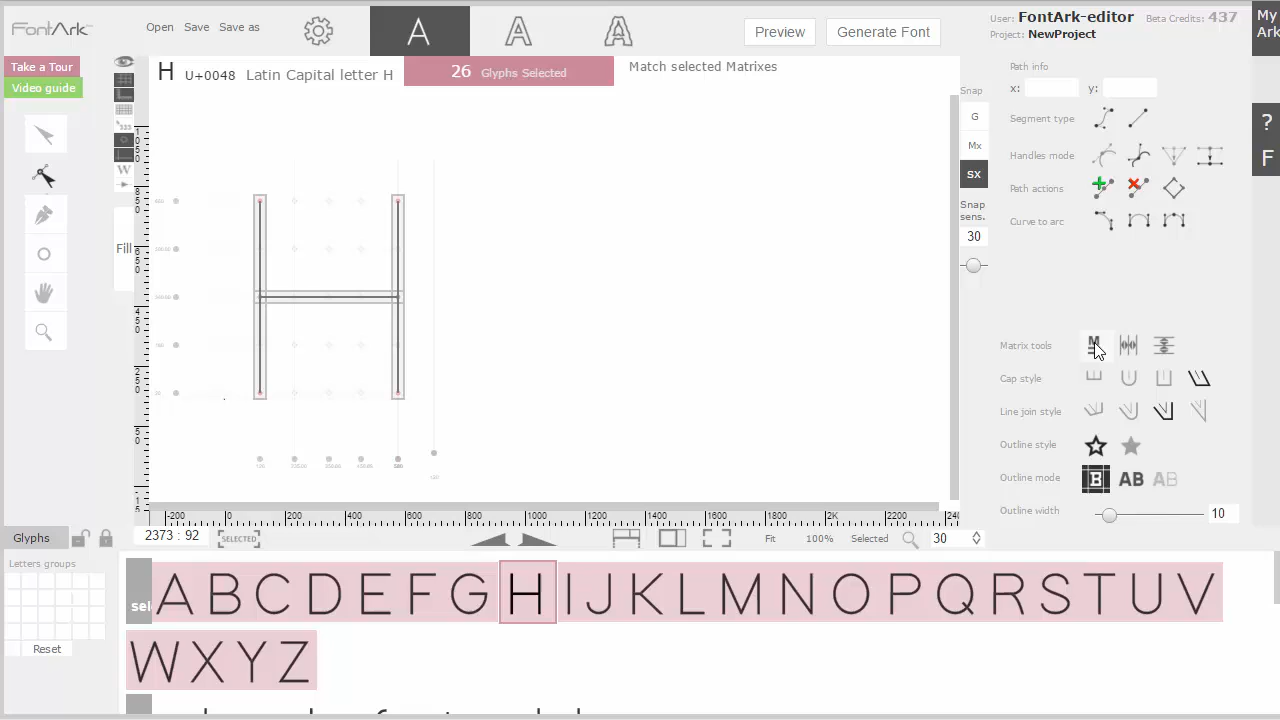 FontArk
Open Save Save as
A A A
Preview Generate Font
User: FontArk-editor Beta Credits: 437
Project: NewProject
My Ark
Take a Tour
Video guide
H U+0048 Latin Capital letter H
26 Glyphs Selected
Match selected Matrixes
Path info
x: y:
Snap
G
Mx
SX
Snap sens.
30
Segment type
Handles mode
Path actions
Curve to arc
?
F
W
Fill
Matrix tools
M
Cap style
Line join style
Outline style
Outline mode B AB AB
Outline width 10
-200 0 200 400 600 800 1000 1200 1400 1600 1800 2K 2200 240
Glyphs
2373 : 92
SELECTED
Fit 100% Selected 30
Letters groups
Reset
sel
A B C D E F G H I J K L M N O P Q R S T U V
W X Y Z